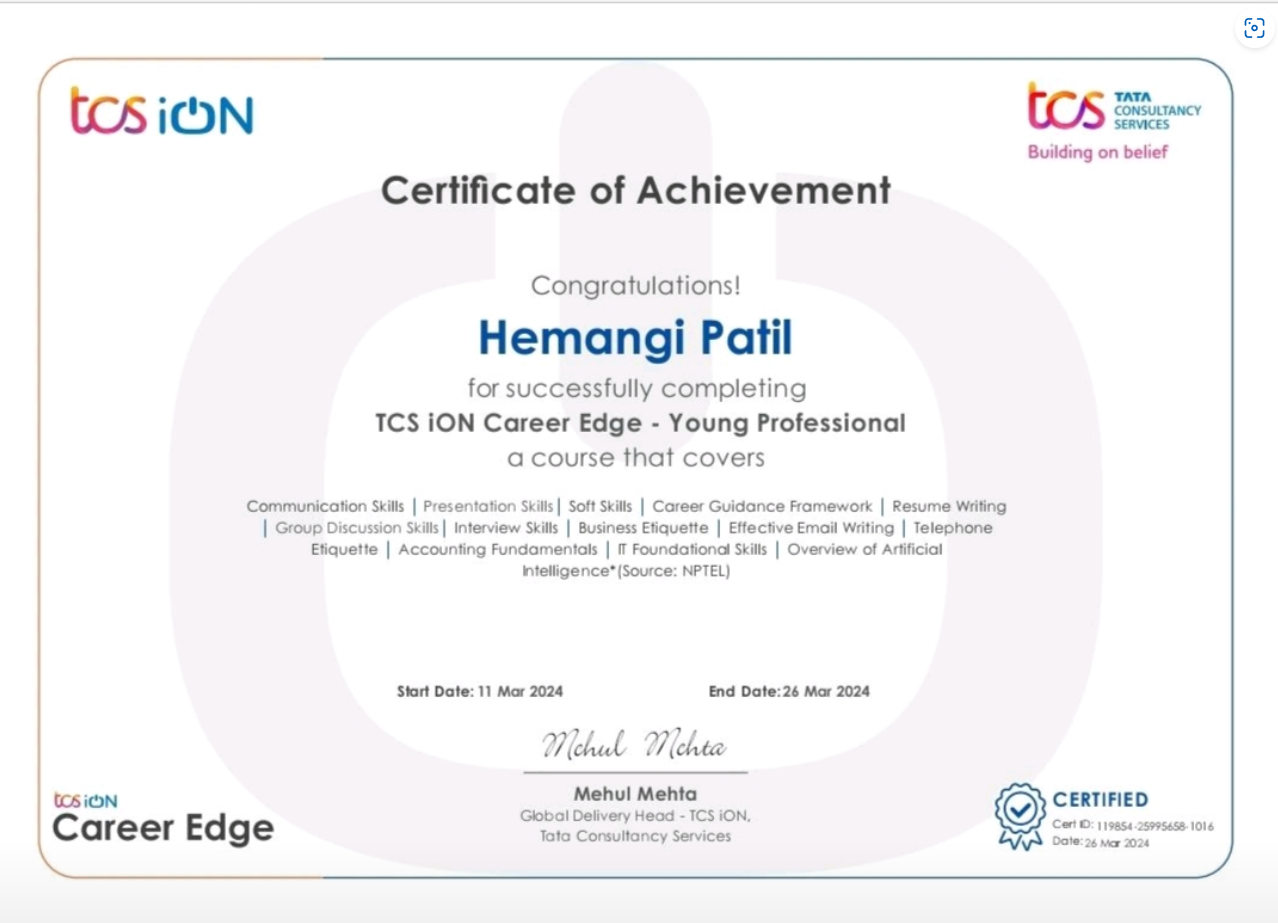 tcs iON
tcs TATA
CONSULTANCY
SERVICES
Building on belief
Certificate of Achievement
Congratulations!
Hemangi Patil
for successfully completing
TCS iON Career Edge - Young Professional
a course that covers
Communication Skills | Presentation Skills| Soft Skills | Career Guidance Framework | Resume Writing
| Group Discussion Skills| Interview Skills | Business Etiquette | Effective Email Writing | Telephone
Etiquette | Accounting Fundamentals | IT Foundational Skills | Overview of Artificial
Intelligence*(Source: NPTEL)
Start Date: 11 Mar 2024
End Date: 26 Mar 2024
Mehul Mehta
Mehul Mehta
Global Delivery Head - TCS iON,
Tata Consultancy Services
tcs iON
Career Edge
CERTIFIED
Cert ID: 119854-25995658-1016
Date: 26 Mar 2024